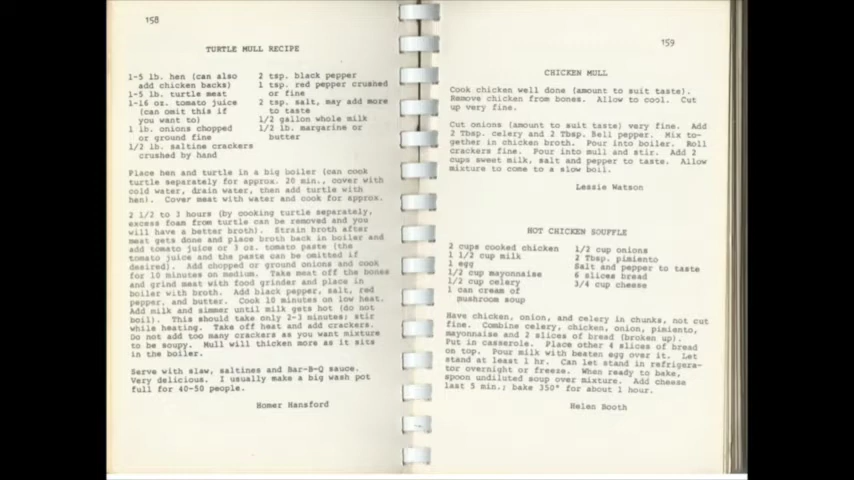 158
TURTLE MULL RECIPE
1-5 lb. hen (can also
add chicken backs)
1-5 lb. turtle meat
1-16 oz. tomato juice
(can omit this if
you want to)
1 lb. onions chopped
or ground fine
1/2 lb. saltine crackers
crushed by hand
2 tsp. black pepper
1 tsp. red pepper crushed
or fine
2 tsp. salt, may add more
to taste
1/2 gallon whole milk
1/2 lb. margarine or
butter
Place hen and turtle in a big boiler (can cook
turtle separately for approx. 20 min., cover with
cold water, drain water, then add turtle with
hen). Cover meat with water and cook for approx.
2 1/2 to 3 hours (by cooking turtle separately,
excess foam from turtle can be removed and you
will have a better broth). Strain broth after
meat gets done and place broth back in boiler and
add tomato juice or 3 oz. tomato paste (the
tomato juice and the paste can be omitted if
desired). Add chopped or ground onions and cook
for 10 minutes on medium. Take meat off the bones
and grind meat with food grinder and place in
boiler with broth. Add black pepper, salt, red
pepper, and butter. Cook 10 minutes on low heat.
Add milk and simmer until milk gets hot (do not
boil). This should take only 2-3 minutes; stir
while heating. Take off heat and add crackers.
Do not add too many crackers as you want mixture
to be soupy. Mull will thicken more as it sits
in the boiler.
Serve with slaw, saltines and Bar-B-Q sauce.
Very delicious. I usually make a big wash pot
full for 40-50 people.
Homer Hansford
159
CHICKEN MULL
Cook chicken well done (amount to suit taste).
Remove chicken from bones. Allow to cool. Cut
up very fine.
Cut onions (amount to suit taste) very fine. Add
2 Tbsp. celery and 2 Tbsp. Bell pepper. Mix to-
gether in chicken broth. Pour into boiler. Roll
crackers fine. Pour into mull and stir. Add 2
cups sweet milk, salt and pepper to taste. Allow
mixture to come to a slow boil.
Lessie Watson
HOT CHICKEN SOUFFLE
2 cups cooked chicken
1 1/2 cup milk
1 egg
1/2 cup mayonnaise
1/2 cup celery
1 can cream of
mushroom soup
1/2 cup onions
2 Tbsp. pimiento
Salt and pepper to taste
6 slices bread
3/4 cup cheese
Have chicken, onion, and celery in chunks, not cut
fine. Combine celery, chicken, onion, pimiento,
mayonnaise and 2 slices of bread (broken up).
Put in casserole. Place other 4 slices of bread
on top. Pour milk with beaten egg over it. Let
stand at least 1 hr. Can let stand in refrigera-
tor overnight or freeze. When ready to bake,
spoon undiluted soup over mixture. Add cheese
last 5 min.; bake 350° for about 1 hour.
Helen Booth